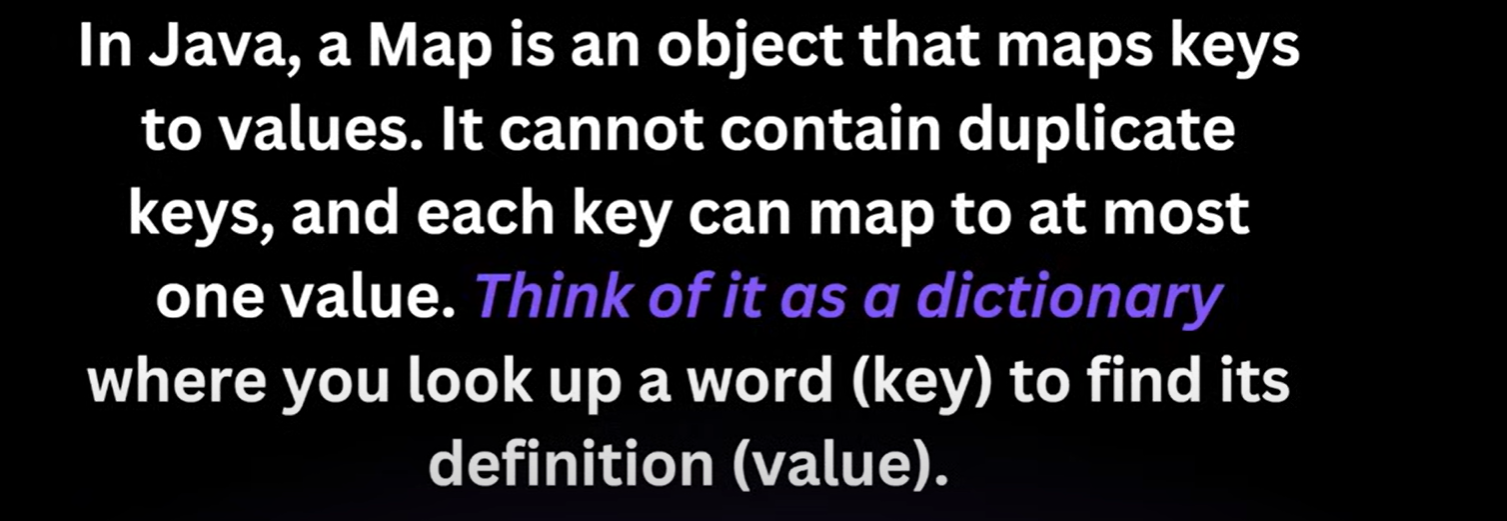 In Java, a Map is an object that maps keys
to values. It cannot contain duplicate
keys, and each key can map to at most
one value. Think of it as a dictionary
where you look up a word (key) to find its
definition (value).